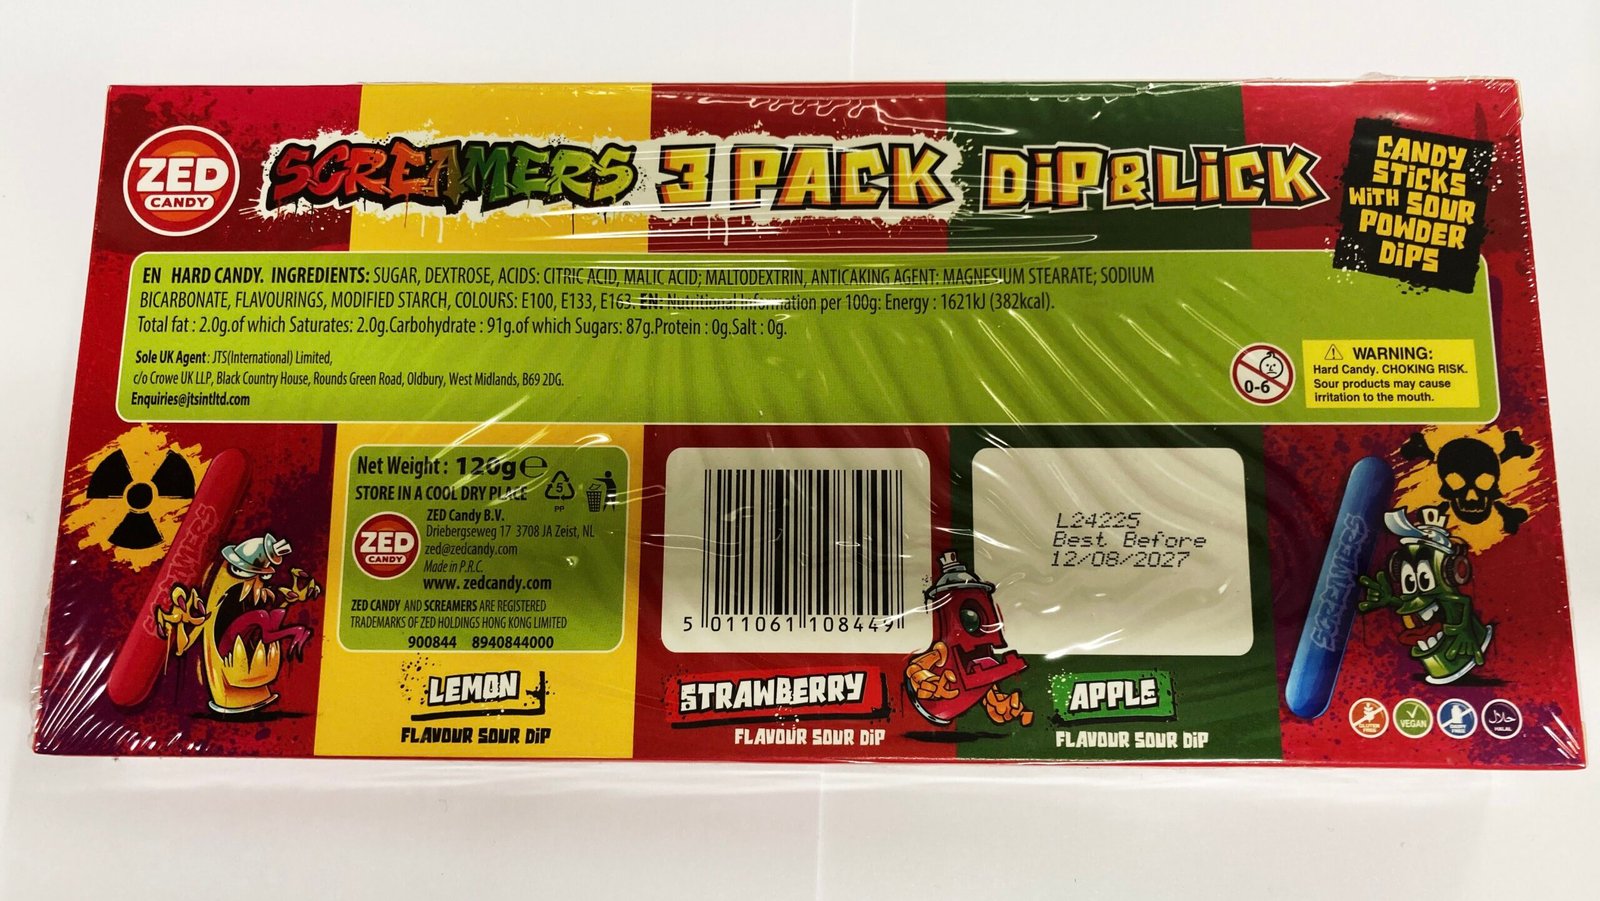 ZED
CANDY
SCREAMERS 3 PACK DiP&LiCK
CANDY
STICKS
WiTH SOUR
POWDER
DiPS
EN HARD CANDY. INGREDIENTS: SUGAR, DEXTROSE, ACIDS: CITRIC ACID, MALIC ACID; MALTODEXTRIN, ANTICAKING AGENT: MAGNESIUM STEARATE; SODIUM
BICARBONATE, FLAVOURINGS, MODIFIED STARCH, COLOURS: E100, E133, E163. EN: Nutritional Information per 100g: Energy : 1621kJ (382kcal).
Total fat : 2.0g.of which Saturates: 2.0g.Carbohydrate : 91g.of which Sugars: 87g.Protein : 0g.Salt : 0g.
Sole UK Agent : JTS(International) Limited,
c/o Crowe UK LLP, Black Country House, Rounds Green Road, Oldbury, West Midlands, B69 2DG.
Enquiries@jtsintltd.com
0-6
⚠ WARNING:
Hard Candy. CHOKING RISK.
Sour products may cause
irritation to the mouth.
Net Weight : 120g ℮
STORE IN A COOL DRY PLACE
5
PP
ZED
CANDY
ZED Candy B.V.
Driebergseweg 17 3708 JA Zeist, NL
zed@zedcandy.com
Made in P.R.C.
www. zedcandy.com
ZED CANDY AND SCREAMERS ARE REGISTERED
TRADEMARKS OF ZED HOLDINGS HONG KONG LIMITED
900844 8940844000
5 011061 108449
L24225
Best Before
12/08/2027
SCREAMERS
SCREAMERS
LEMON
FLAVOUR SOUR DiP
STRAWBERRY
FLAVOUR SOUR DiP
APPLE
FLAVOUR SOUR DiP
GLUTEN FREE
VEGAN
حلال
HALAL